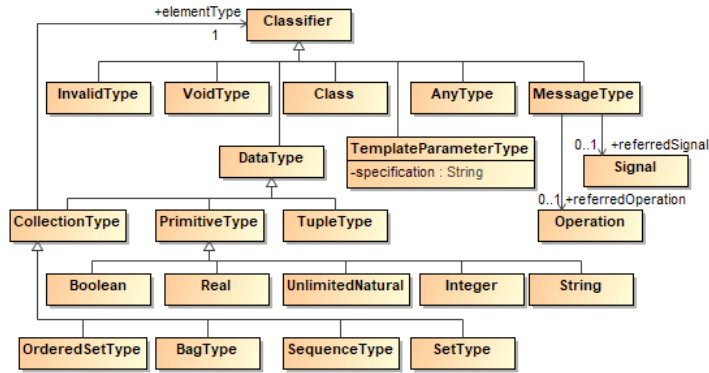 +elementType
Classifier
1
InvalidType
VoidType
Class
AnyType
MessageType
DataType
TemplateParameterType
-specification : String
0..1
+referredSignal
Signal
0..1
+referredOperation
CollectionType
PrimitiveType
TupleType
Operation
Boolean
Real
UnlimitedNatural
Integer
String
OrderedSetType
BagType
SequenceType
SetType